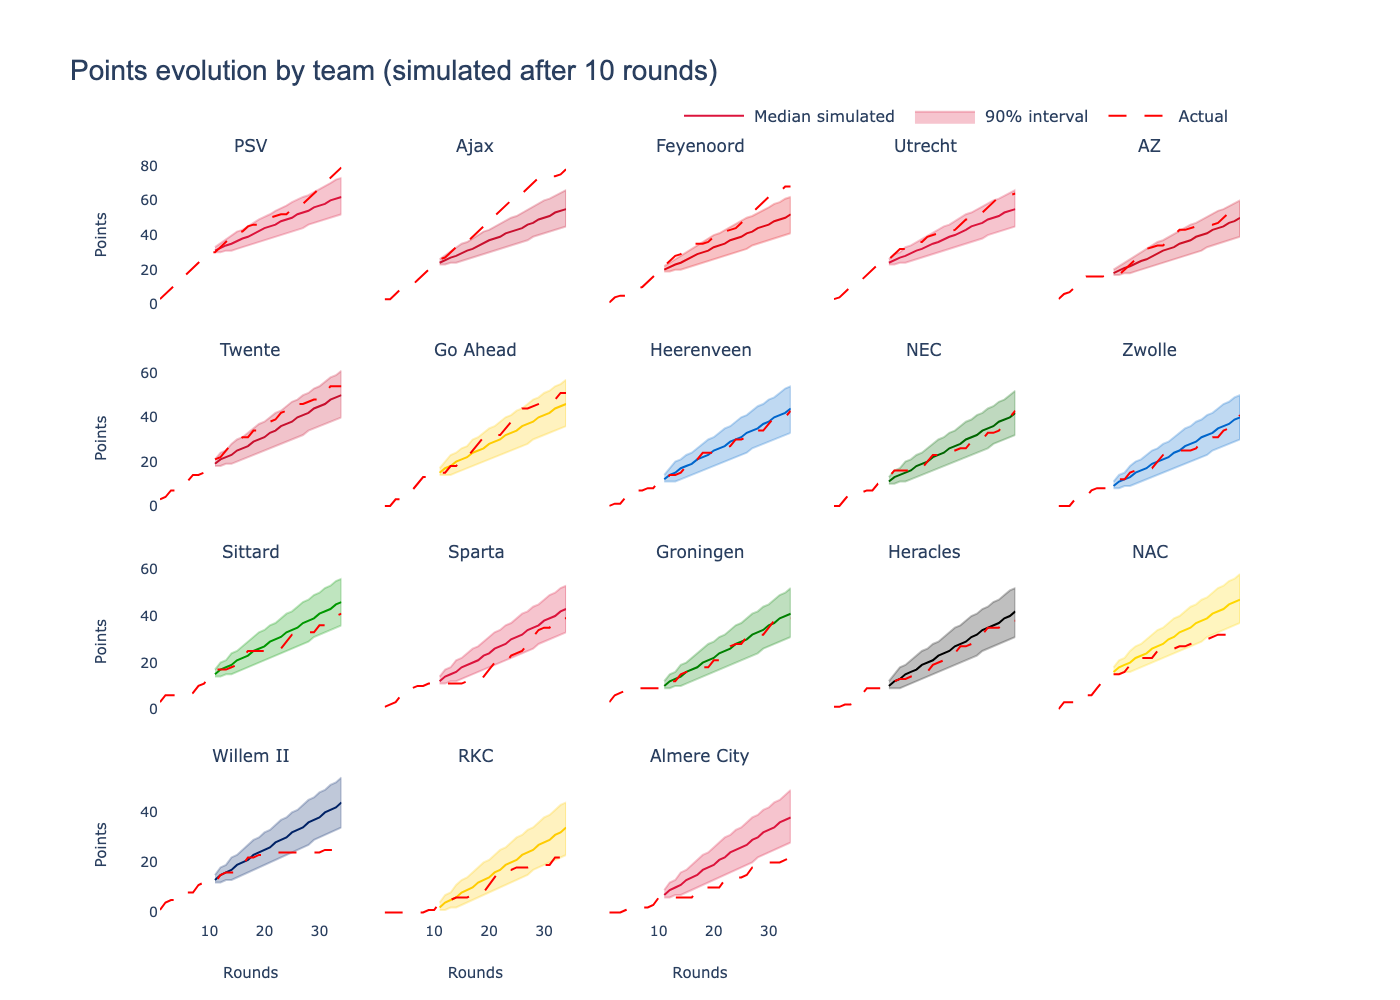 Points evolution by team (simulated after 10 rounds)
Median simulated 90% interval Actual
PSV Ajax Feyenoord Utrecht AZ
80
60
40
20
0
Points
Twente Go Ahead Heerenveen NEC Zwolle
60
40
20
0
Points
Sittard Sparta Groningen Heracles NAC
60
40
20
0
Points
Willem II RKC Almere City
40
20
0
Points
10 20 30 10 20 30 10 20 30
Rounds Rounds Rounds